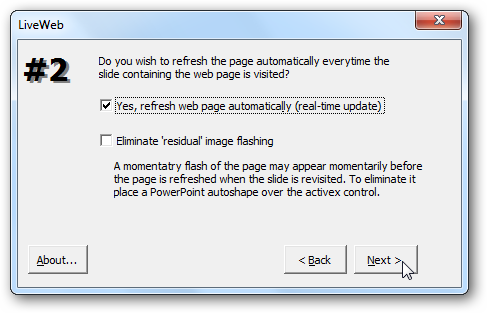 LiveWeb
#2
Do you wish to refresh the page automatically everytime the
slide containing the web page is visited?
Yes, refresh web page automatically (real-time update)
Eliminate 'residual' image flashing
A momentatry flash of the page may appear momentarily before
the page is refreshed when the slide is revisited. To eliminate it
place a PowerPoint autoshape over the activex control.
About...
< Back
Next >